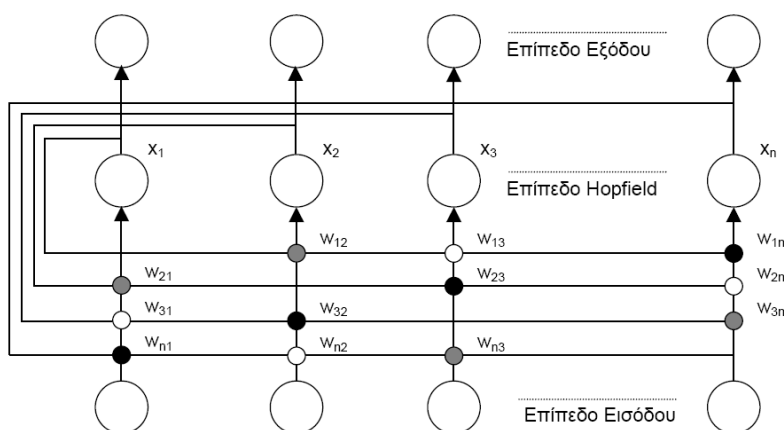 Επίπεδο Εξόδου
x1 x2 x3 xn
Επίπεδο Hopfield
w12 w13 w1n
w21 w23 w2n
w31 w32 w3n
wn1 wn2 wn3
Επίπεδο Εισόδου